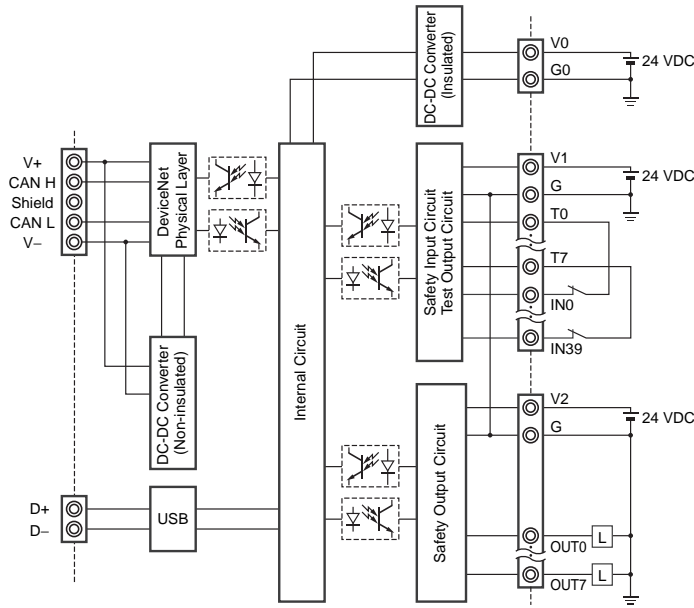 V0
G0
24 VDC
DC-DC Converter
(Insulated)
V+
CAN H
Shield
CAN L
V–
DeviceNet
Physical Layer
DC-DC Converter
(Non-insulated)
D+
D–
USB
Internal Circuit
Safety Input Circuit
Test Output Circuit
V1
G
T0
T7
IN0
IN39
24 VDC
Safety Output Circuit
V2
G
24 VDC
OUT0
L
OUT7
L